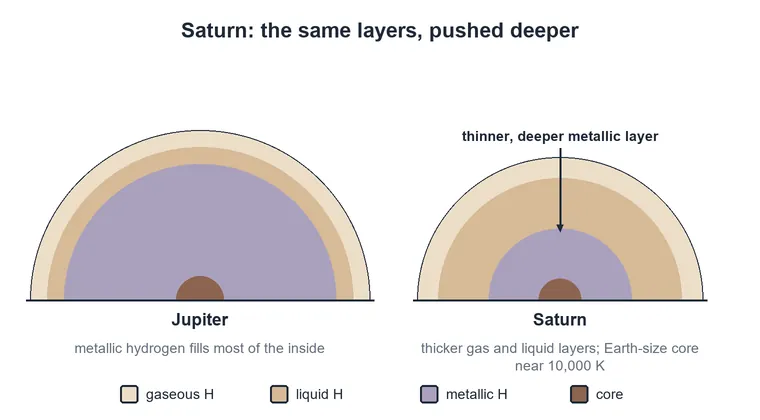 Saturn: the same layers, pushed deeper
thinner, deeper metallic layer
Jupiter
metallic hydrogen fills most of the inside
Saturn
thicker gas and liquid layers; Earth-size core
near 10,000 K
gaseous H
liquid H
metallic H
core